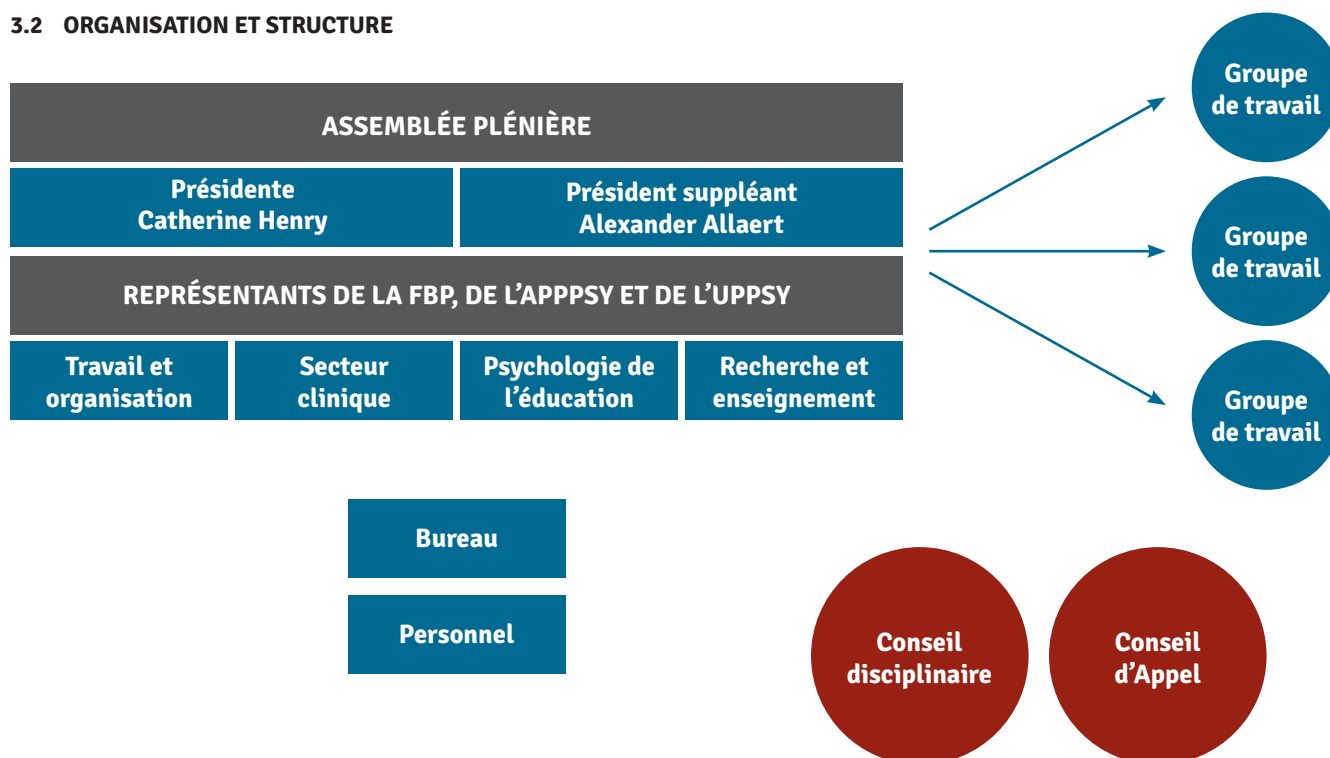 3.2 ORGANISATION ET STRUCTURE
ASSEMBLÉE PLÉNIÈRE
Présidente
Catherine Henry
Président suppléant
Alexander Allaert
REPRÉSENTANTS DE LA FBP, DE L’APPPSY ET DE L’UPPSY
Travail et
organisation
Secteur
clinique
Psychologie de
l’éducation
Recherche et
enseignement
Groupe
de travail
Groupe
de travail
Groupe
de travail
Bureau
Personnel
Conseil
disciplinaire
Conseil
d’Appel